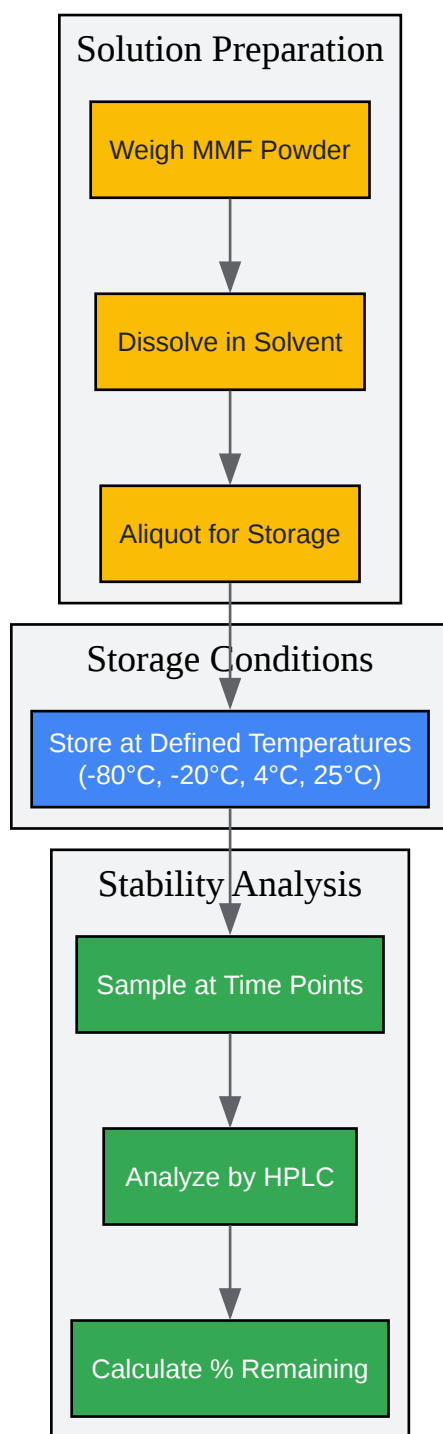 Solution Preparation
Weigh MMF Powder
Dissolve in Solvent
Aliquot for Storage
Storage Conditions
Store at Defined Temperatures
(-80°C, -20°C, 4°C, 25°C)
Stability Analysis
Sample at Time Points
Analyze by HPLC
Calculate % Remaining